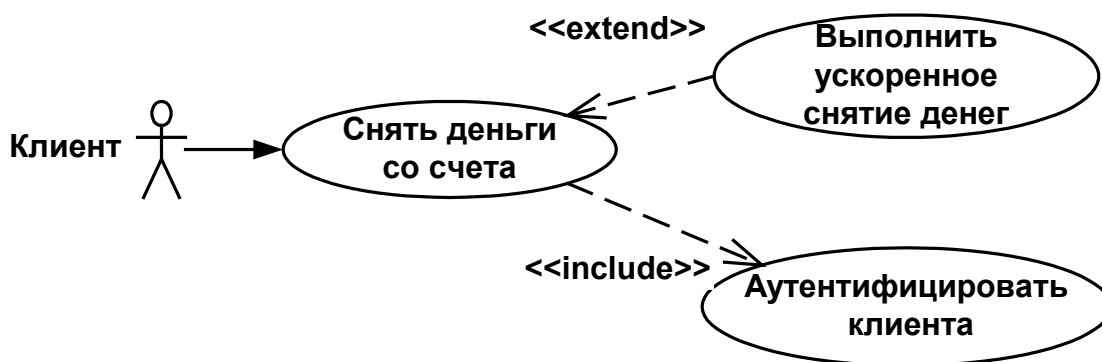 <<extend>>
Выполнить
ускоренное
снятие денег
Клиент
Снять деньги
со счета
<<include>>
Аутентифицировать
клиента